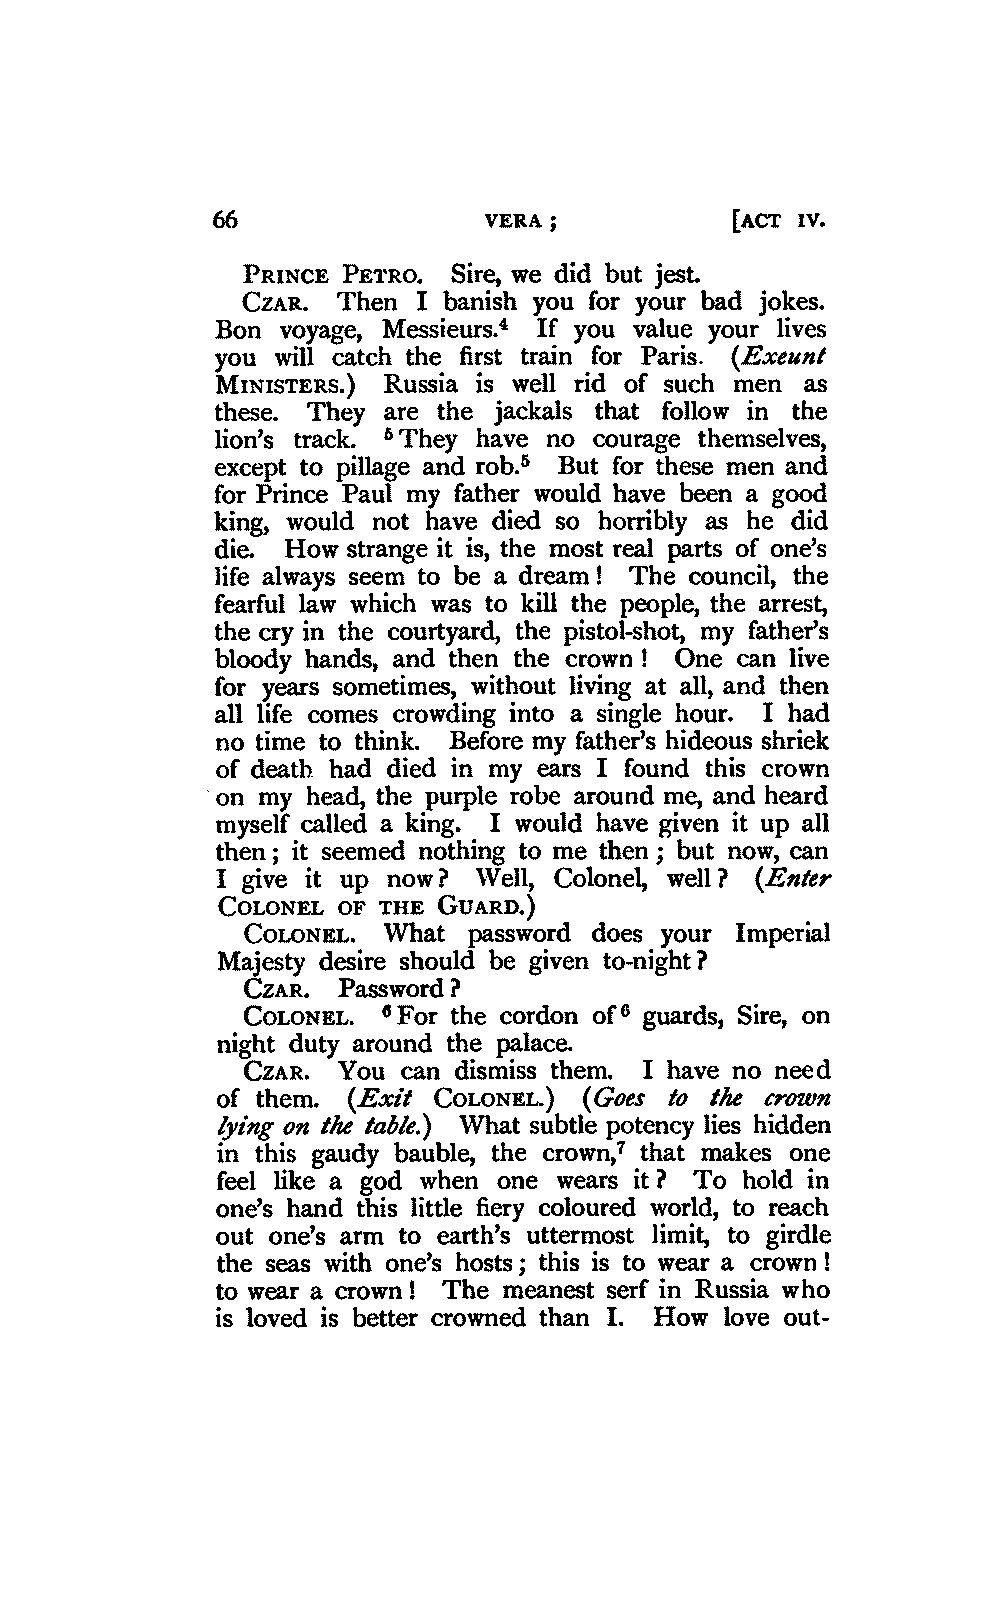 66 VERA ; [ACT IV.
PRINCE PETRO. Sire, we did but jest.
CZAR. Then I banish you for your bad jokes.
Bon voyage, Messieurs.⁴ If you value your lives
you will catch the first train for Paris. (Exeunt
MINISTERS.) Russia is well rid of such men as
these. They are the jackals that follow in the
lion's track. ⁵ They have no courage themselves,
except to pillage and rob.⁵ But for these men and
for Prince Paul my father would have been a good
king, would not have died so horribly as he did
die. How strange it is, the most real parts of one's
life always seem to be a dream ! The council, the
fearful law which was to kill the people, the arrest,
the cry in the courtyard, the pistol-shot, my father's
bloody hands, and then the crown ! One can live
for years sometimes, without living at all, and then
all life comes crowding into a single hour. I had
no time to think. Before my father's hideous shriek
of death had died in my ears I found this crown
on my head, the purple robe around me, and heard
myself called a king. I would have given it up all
then ; it seemed nothing to me then ; but now, can
I give it up now ? Well, Colonel, well ? (Enter
COLONEL OF THE GUARD.)
COLONEL. What password does your Imperial
Majesty desire should be given to-night ?
CZAR. Password ?
COLONEL. ⁶ For the cordon of ⁶ guards, Sire, on
night duty around the palace.
CZAR. You can dismiss them. I have no need
of them. (Exit COLONEL.) (Goes to the crown
lying on the table.) What subtle potency lies hidden
in this gaudy bauble, the crown,⁷ that makes one
feel like a god when one wears it ? To hold in
one's hand this little fiery coloured world, to reach
out one's arm to earth's uttermost limit, to girdle
the seas with one's hosts ; this is to wear a crown !
to wear a crown ! The meanest serf in Russia who
is loved is better crowned than I. How love out-